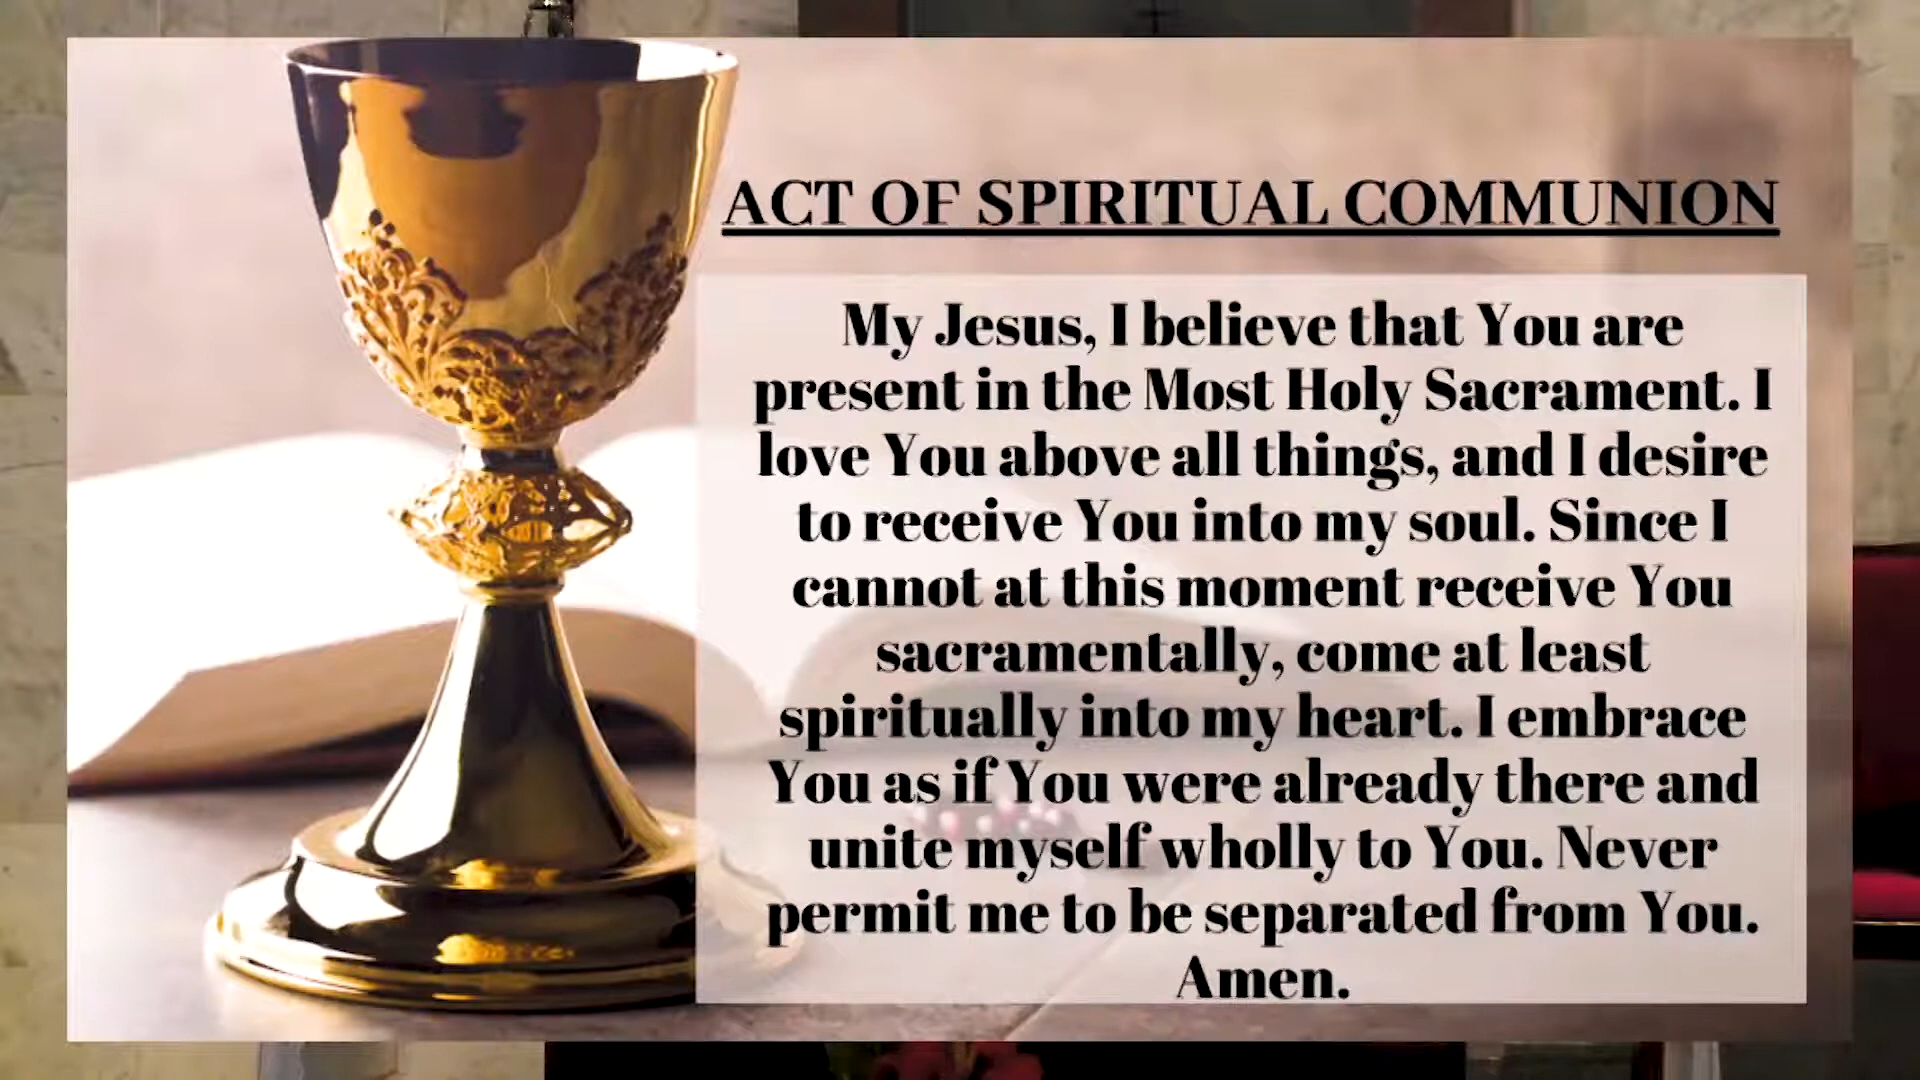 ACT OF SPIRITUAL COMMUNION
My Jesus, I believe that You are
present in the Most Holy Sacrament. I
love You above all things, and I desire
to receive You into my soul. Since I
cannot at this moment receive You
sacramentally, come at least
spiritually into my heart. I embrace
You as if You were already there and
unite myself wholly to You. Never
permit me to be separated from You.
Amen.